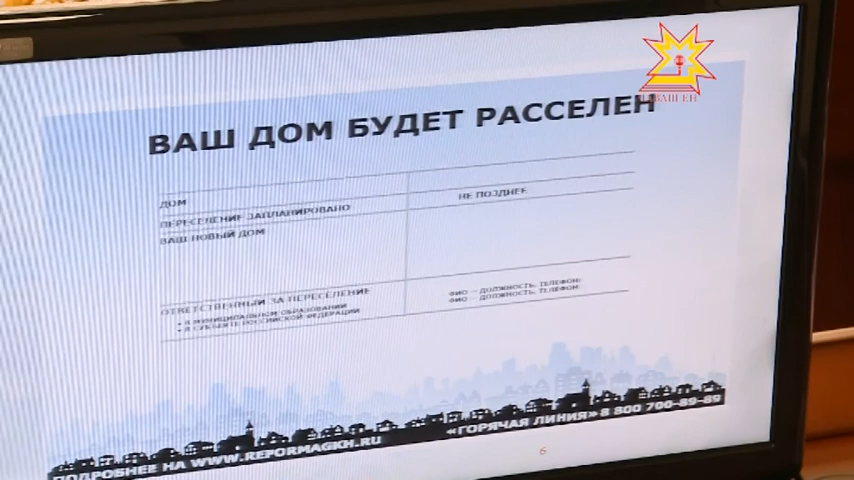 ЧӐВАШ ЕН
ВАШ ДОМ БУДЕТ РАССЕЛЕН
ДОМ
ПЕРЕСЕЛЕНИЕ ЗАПЛАНИРОВАНО НЕ ПОЗДНЕЕ
ВАШ НОВЫЙ ДОМ
ОТВЕТСТВЕННЫЙ ЗА ПЕРЕСЕЛЕНИЕ
• В МУНИЦИПАЛЬНОМ ОБРАЗОВАНИИ
• В СУБЪЕКТЕ РОССИЙСКОЙ ФЕДЕРАЦИИ
ФИО – ДОЛЖНОСТЬ, ТЕЛЕФОН:
ФИО – ДОЛЖНОСТЬ, ТЕЛЕФОН:
ПОДРОБНЕЕ НА WWW.REFORMAGKH.RU «ГОРЯЧАЯ ЛИНИЯ» 8 800 700-89-89
6